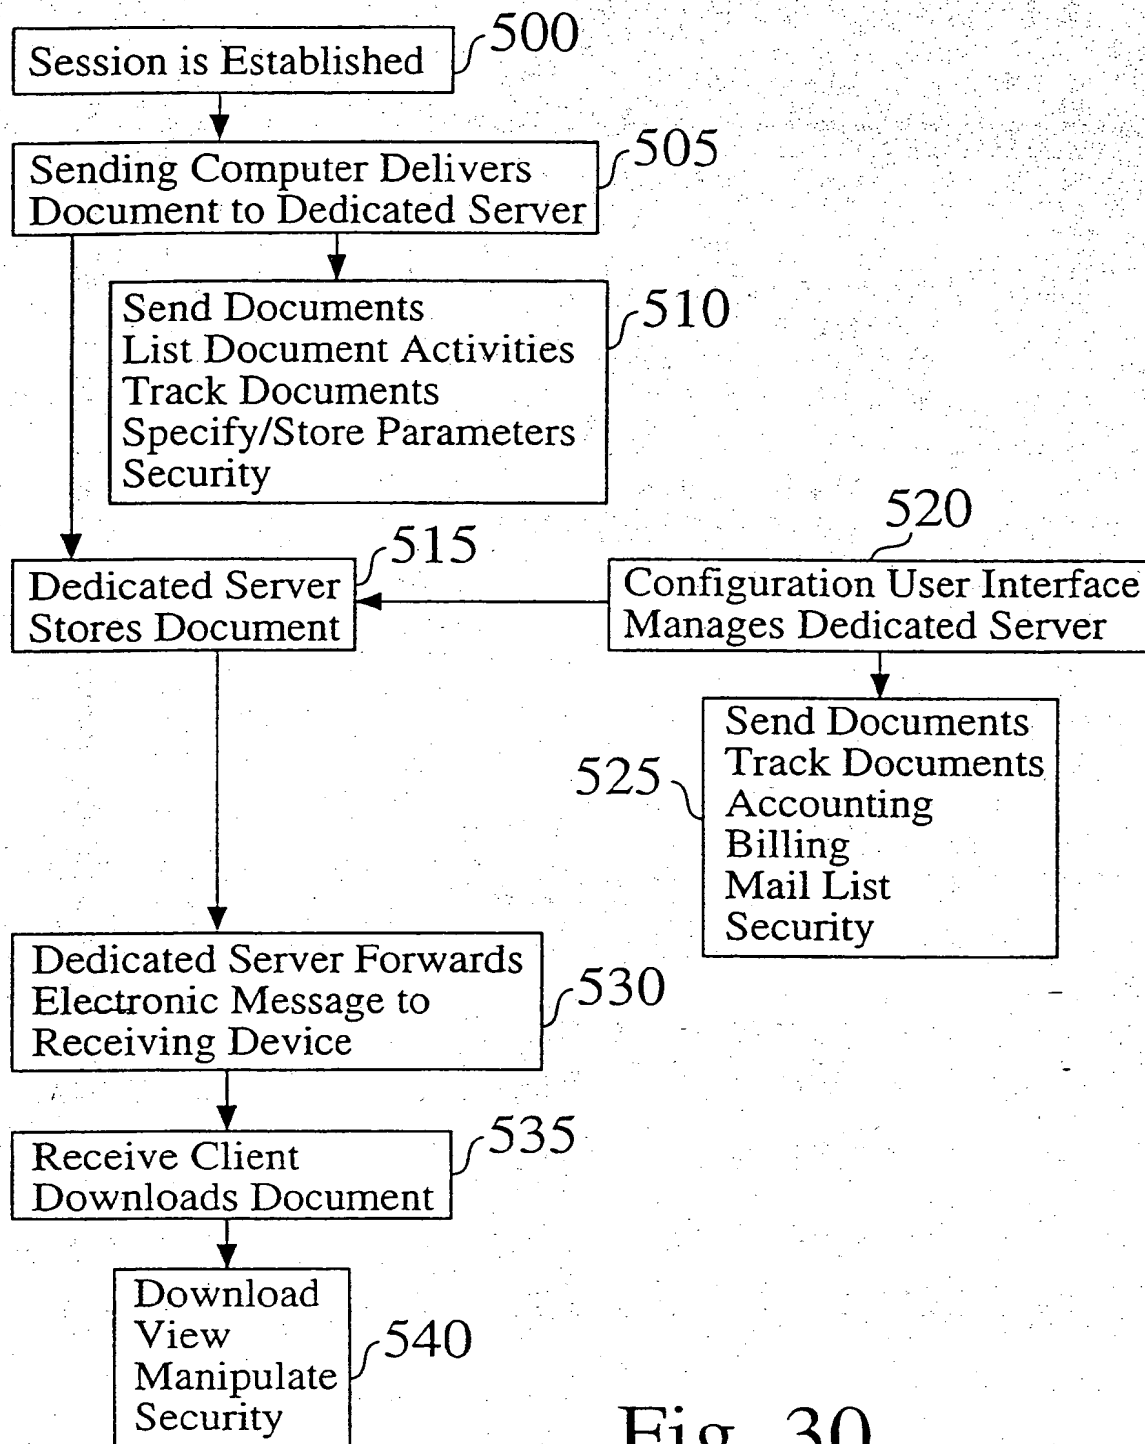 Session is Established
500
Sending Computer Delivers
Document to Dedicated Server
505
Send Documents
List Document Activities
Track Documents
Specify/Store Parameters
Security
510
Dedicated Server
Stores Document
515
520
Configuration User Interface
Manages Dedicated Server
525
Send Documents
Track Documents
Accounting
Billing
Mail List
Security
Dedicated Server Forwards
Electronic Message to
Receiving Device
530
Receive Client
Downloads Document
535
Download
View
Manipulate
Security
540
Fig. 30